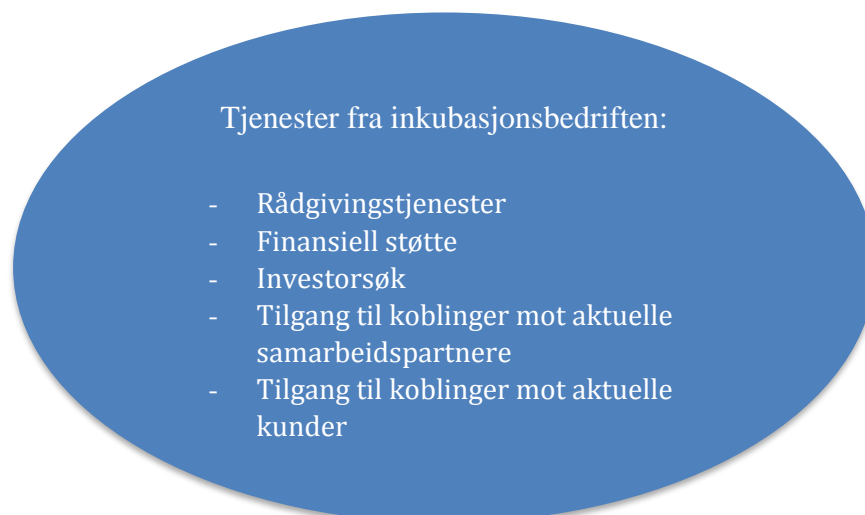 Tjenester fra inkubasjonsbedriften:
- Rådgivingstjenester
- Finansiell støtte
- Investorsøk
- Tilgang til koblinger mot aktuelle
samarbeidspartnere
- Tilgang til koblinger mot aktuelle
kunder